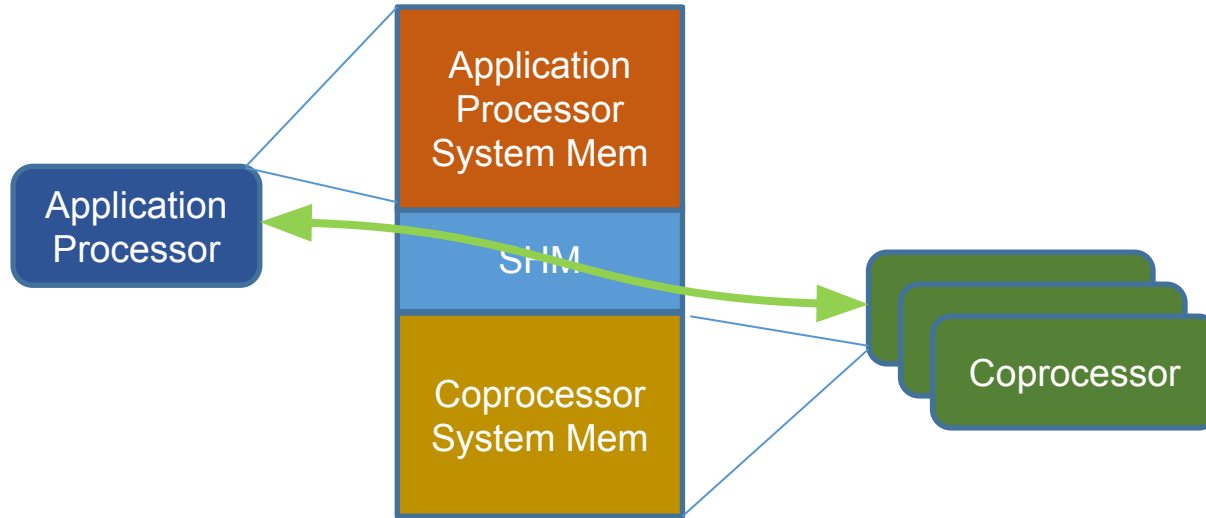 Application
Processor
System Mem
Application
Processor
SHM
Coprocessor
Coprocessor
System Mem